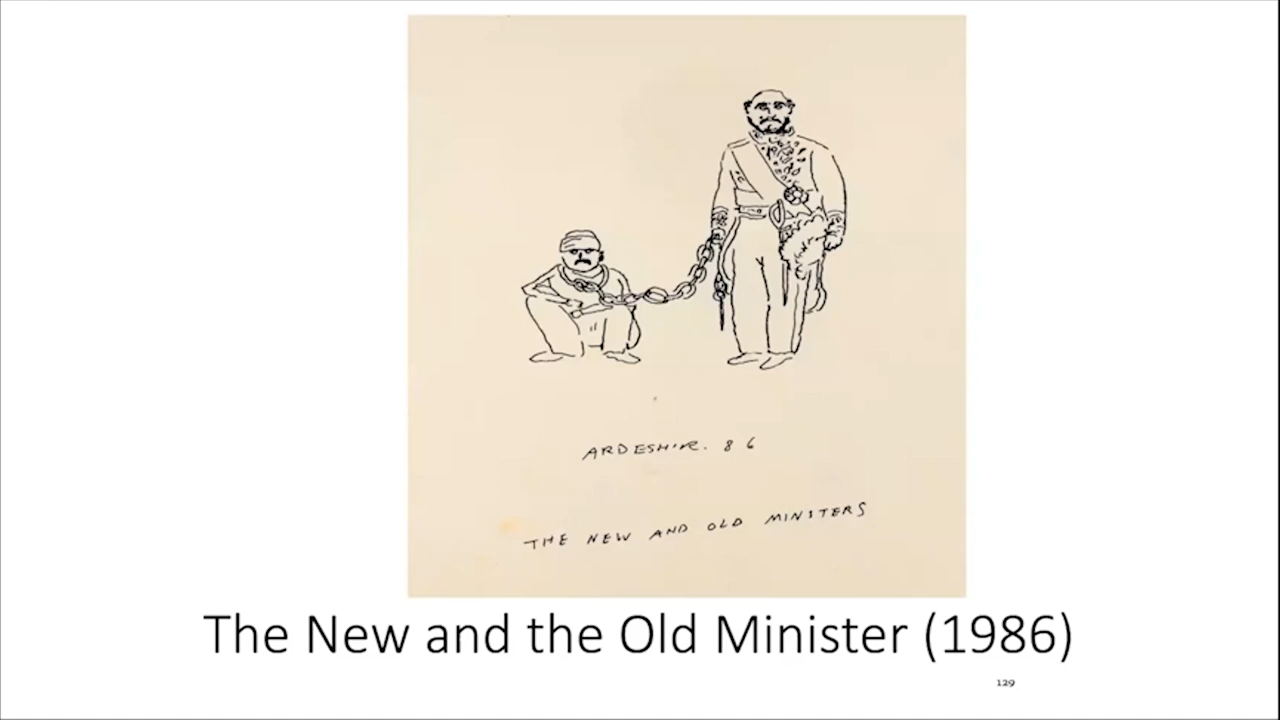 ARDESHIR. 86
THE NEW AND OLD MINISTERS
The New and the Old Minister (1986)
129